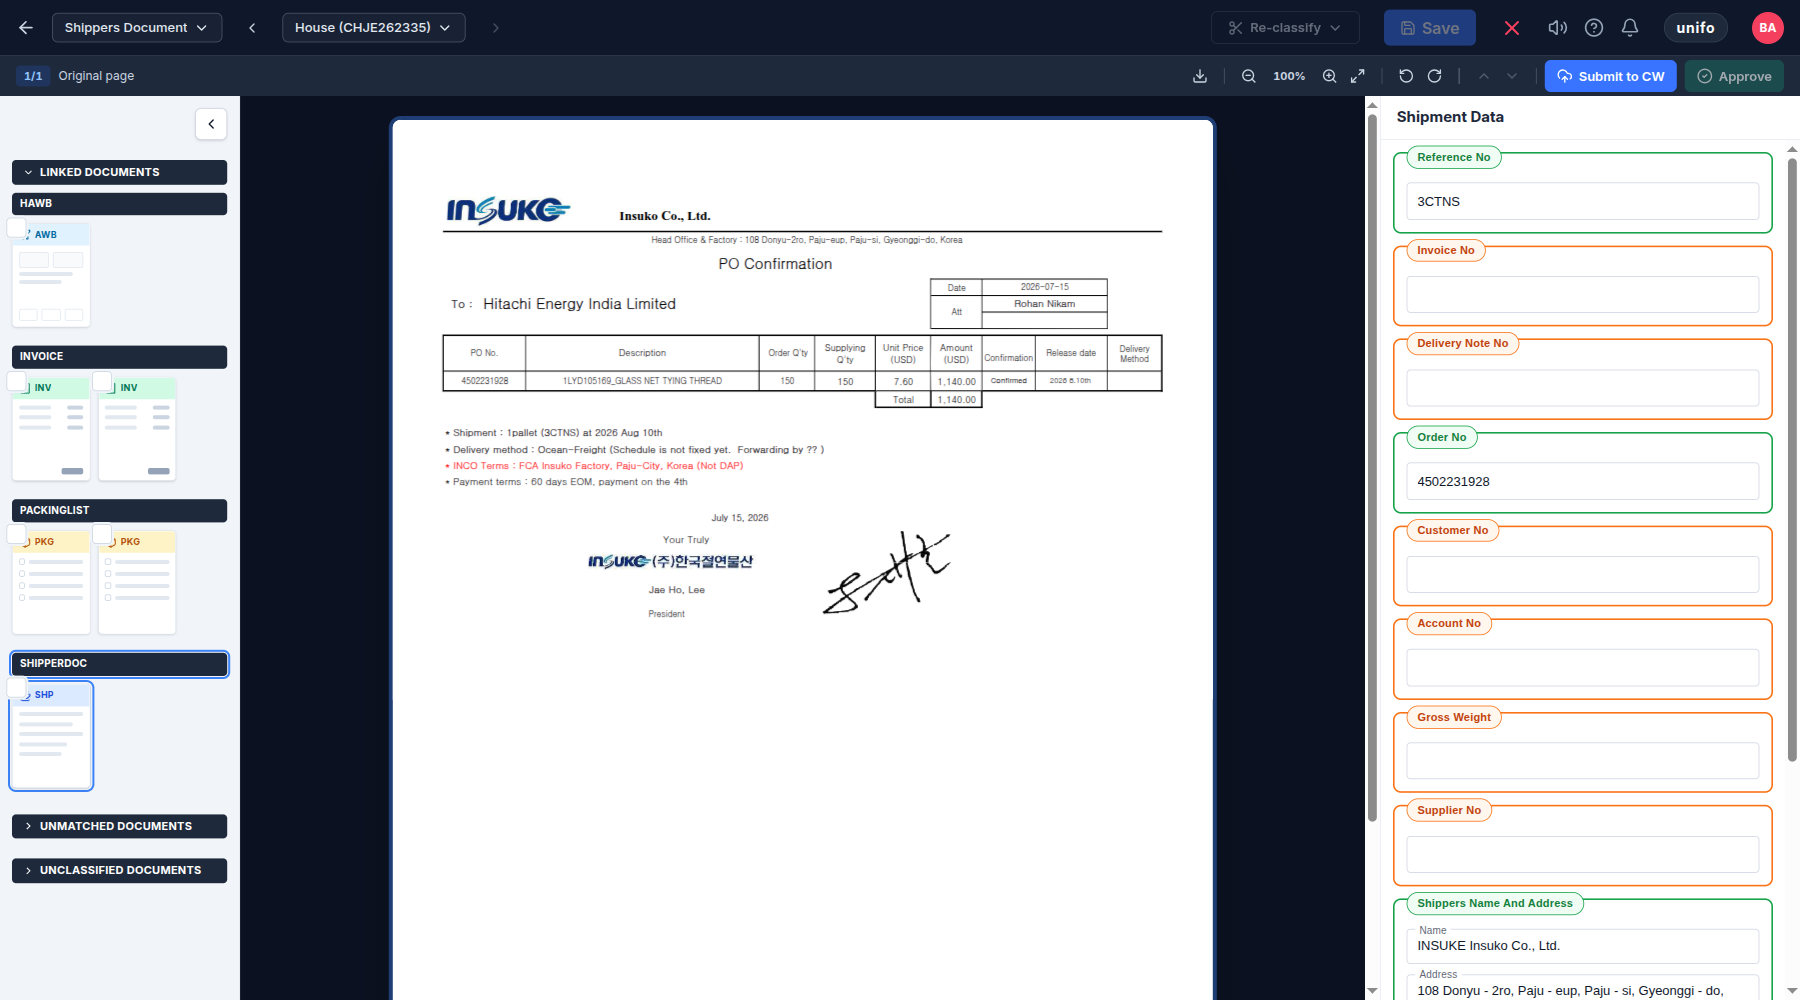 Shippers Document
House (CHJE262335)
Re-classify
Save
unifo
BA
1/1
Original page
100%
Submit to CW
Approve
LINKED DOCUMENTS
HAWB
AWB
INVOICE
INV
INV
PACKINGLIST
PKG
PKG
SHIPPERDOC
SHP
UNMATCHED DOCUMENTS
UNCLASSIFIED DOCUMENTS
INSUKO
Insuko Co., Ltd.
Head Office & Factory : 108 Donyu-2ro, Paju-eup, Paju-si, Gyeonggi-do, Korea
PO Confirmation
To : Hitachi Energy India Limited
Date 2026-07-15
Att Rohan Nikam
PO No. Description Order Q'ty Supplying Q'ty Unit Price (USD) Amount (USD) Confirmation Release date Delivery Method
4502231928 1LYD105169_GLASS NET TYING THREAD 150 150 7.60 1,140.00 Confirmed 2026 8.10th
Total 1,140.00
* Shipment : 1pallet (3CTNS) at 2026 Aug 10th
* Delivery method : Ocean-Freight (Schedule is not fixed yet. Forwarding by ?? )
* INCO Terms : FCA Insuko Factory, Paju-City, Korea (Not DAP)
* Payment terms : 60 days EOM, payment on the 4th
July 15, 2026
Your Truly
INSUKO (주)한국절연물산
Jae Ho, Lee
President
Shipment Data
Reference No
3CTNS
Invoice No
Delivery Note No
Order No
4502231928
Customer No
Account No
Gross Weight
Supplier No
Shippers Name And Address
Name
INSUKE Insuko Co., Ltd.
Address
108 Donyu - 2ro, Paju - eup, Paju - si, Gyeonggi - do,